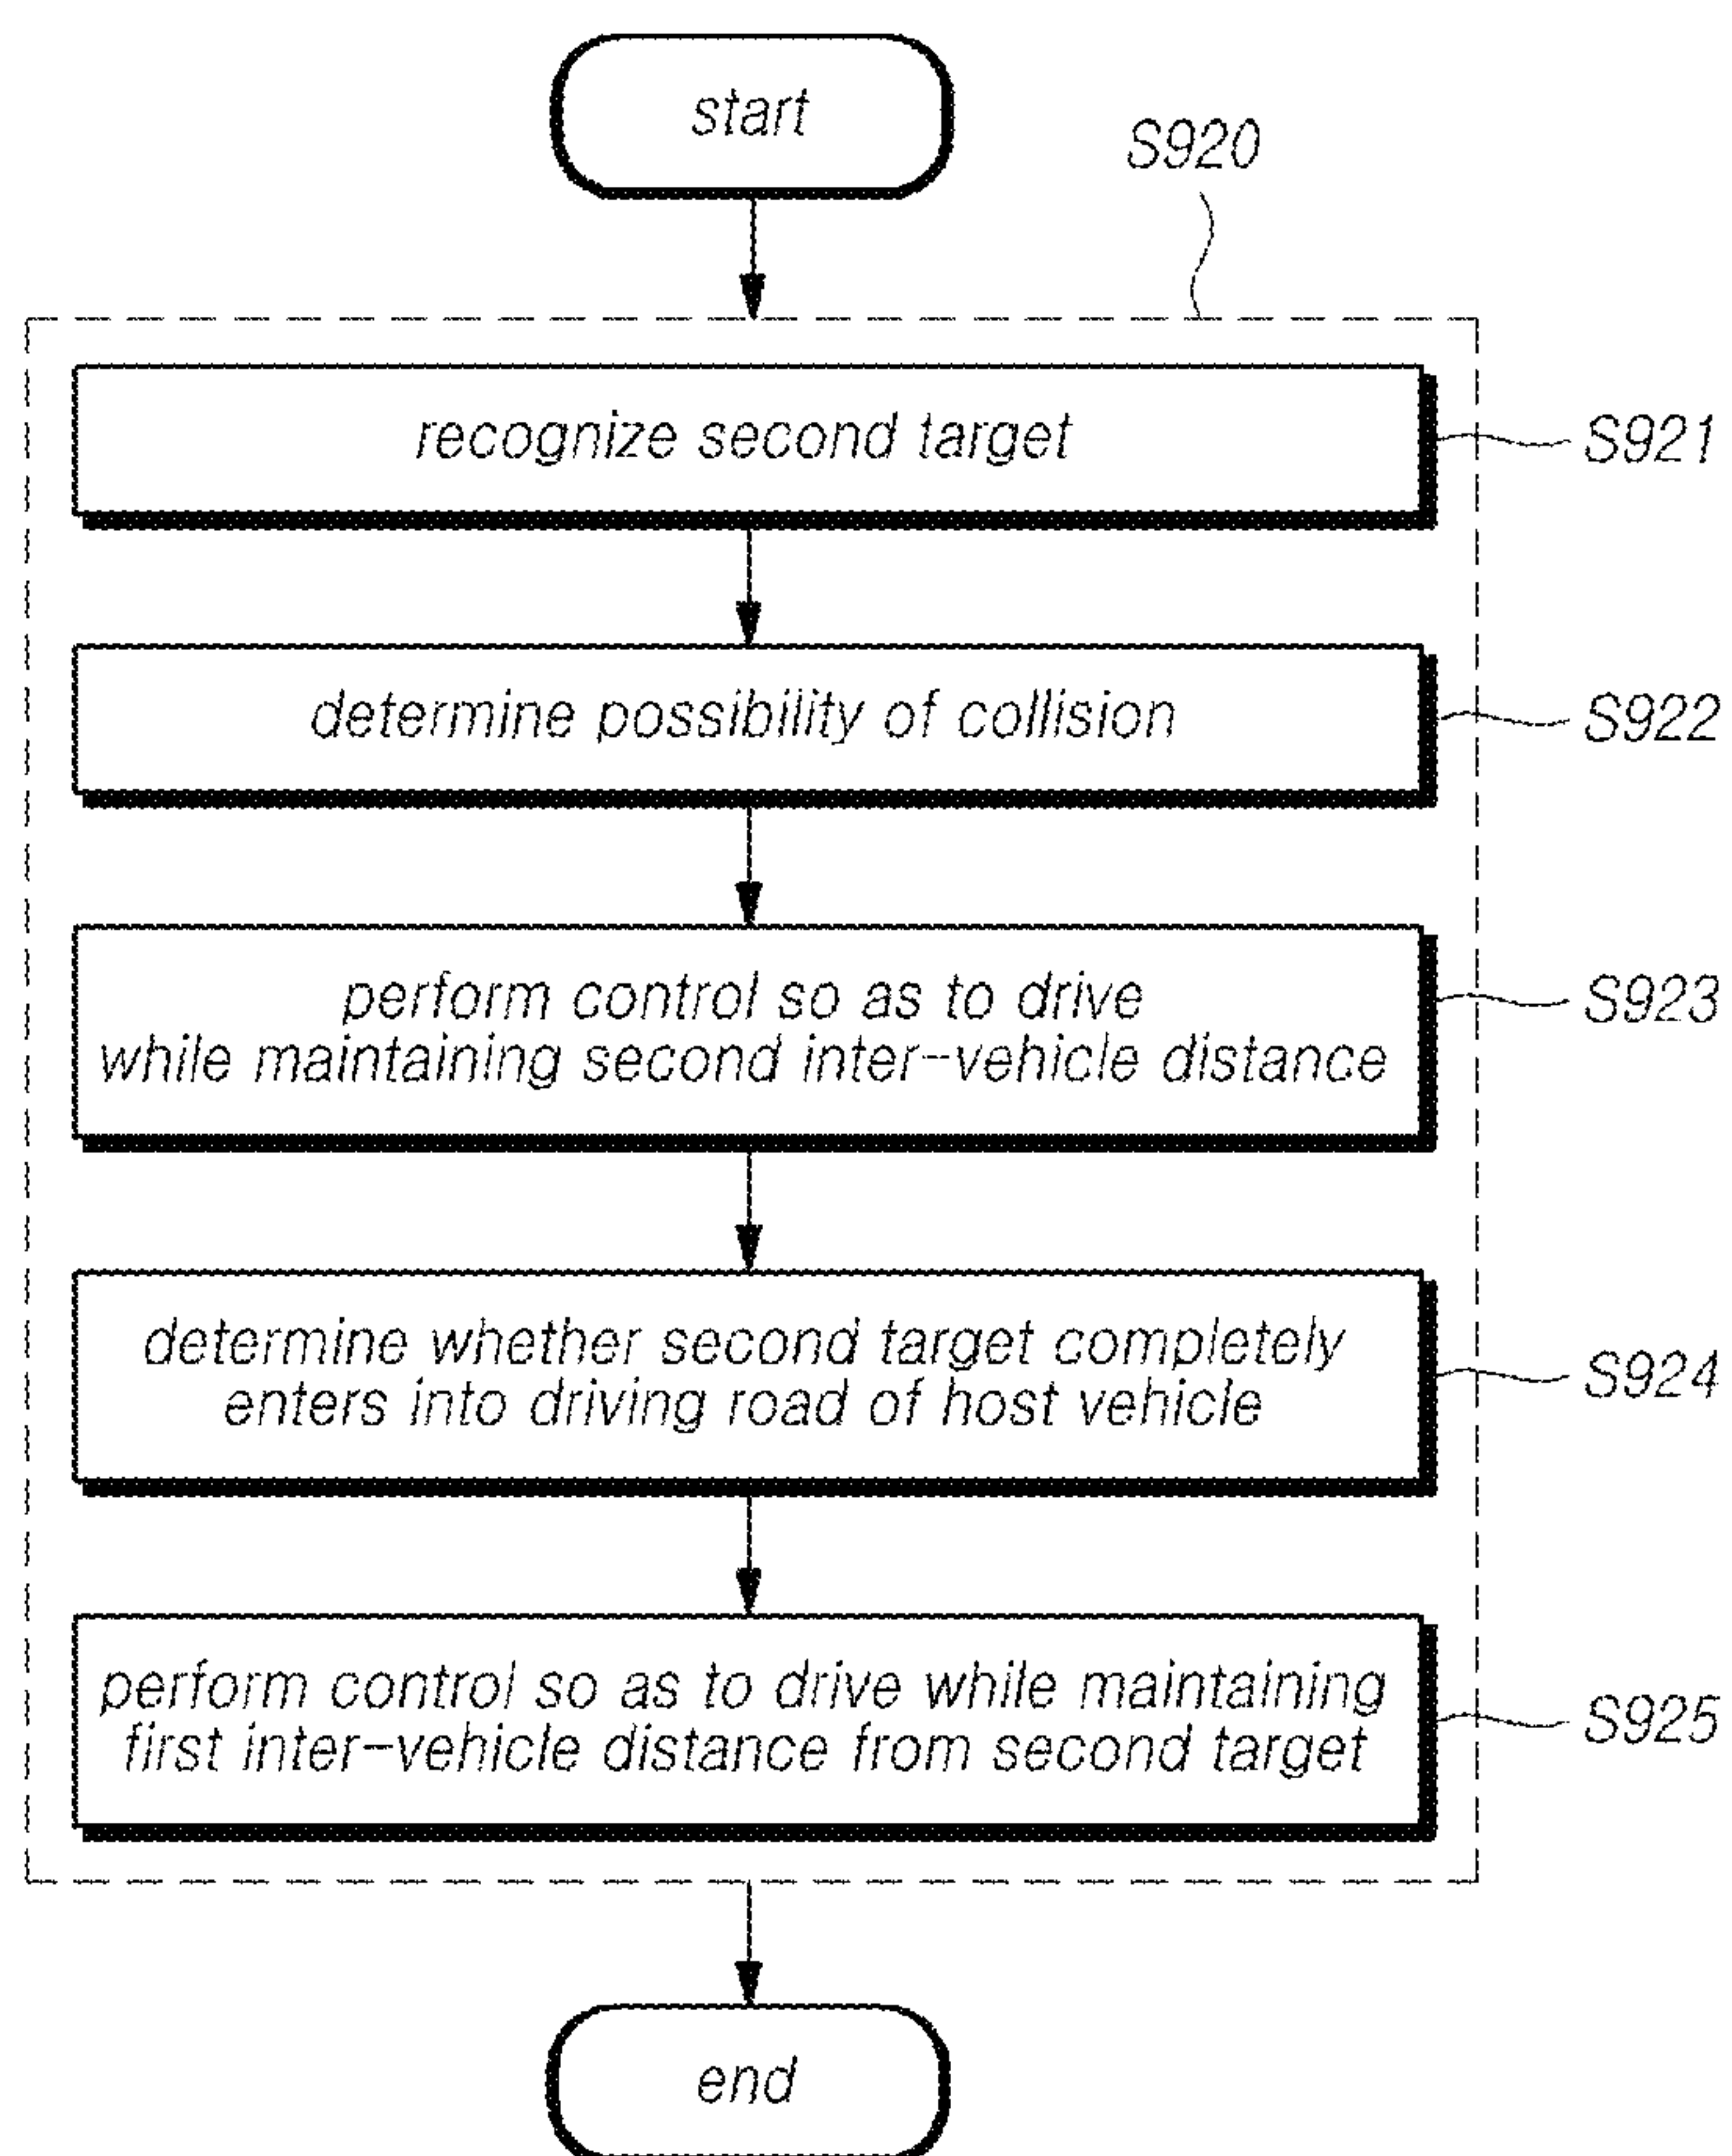 start
S920
recognize second target
S921
determine possibility of collision
S922
perform control so as to drive
while maintaining second inter-vehicle distance
S923
determine whether second target completely
enters into driving road of host vehicle
S924
perform control so as to drive while maintaining
first inter-vehicle distance from second target
S925
end